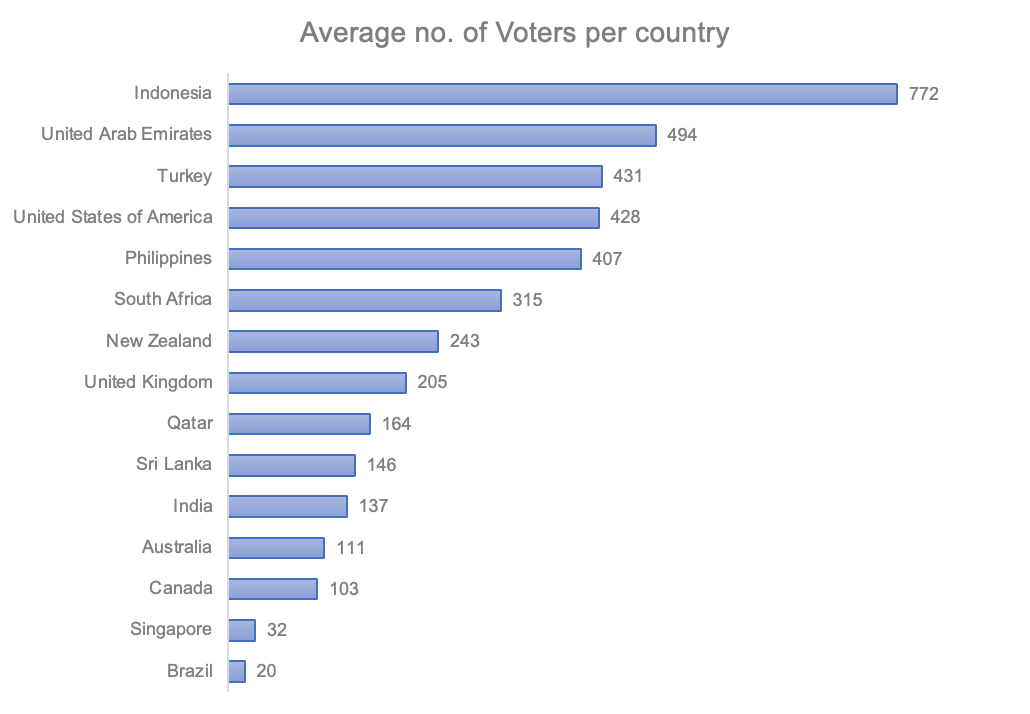 Average no. of Voters per country
Indonesia 772
United Arab Emirates 494
Turkey 431
United States of America 428
Philippines 407
South Africa 315
New Zealand 243
United Kingdom 205
Qatar 164
Sri Lanka 146
India 137
Australia 111
Canada 103
Singapore 32
Brazil 20